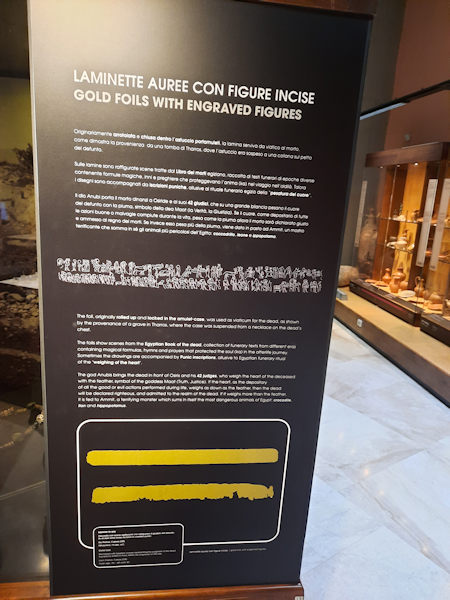 LAMINETTE AUREE CON FIGURE INCISE
GOLD FOILS WITH ENGRAVED FIGURES
Originariamente arrotolata e chiusa dentro l'astuccio portamuleti, la lamina serviva da viatico al morto,
come dimostra la provenienza da una tomba di Tharros, dove l'astuccio era sospeso a una collana sul petto
del defunto.
Sulle lamine sono raffigurate scene tratte dal Libro dei morti egiziano, raccolta di testi funerari di epoche diverse
contenente formule magiche, inni e preghiere che proteggevano l'anima (ka) nel viaggio nell'aldilà. Talora
i disegni sono accompagnati da iscrizioni puniche, allusive al rituale funerario egizio della "pesatura del cuore".
Il dio Anubi porta il morto dinanzi a Osiride e ai suoi 42 giudici, che su una grande bilancia pesano il cuore
del defunto con la piuma, simbolo della dea Maat (la Verità, la Giustizia). Se il cuore, come depositario di tutte
le azioni buone o malvagie compiute durante la vita, pesa come la piuma allora il morto sarà dichiarato giusto
e ammesso al regno dei morti. Se invece esso pesa più della piuma, viene dato in pasto ad Ammit, un mostro
terrificante che somma in sé gli animali più pericolosi dell'Egitto: coccodrillo, leone e ippopotamo.
The foil, originally rolled up and locked in the amulet-case, was used as viaticum for the dead, as shown
by the provenance of a grave in Tharros, where the case was suspended from a necklace on the dead's
chest.
The foils show scenes from the Egyptian Book of the dead, collection of funerary texts from different eras
containing magical formulas, hymns and prayers that protected the soul (ka) in the afterlife journey.
Sometimes the drawings are accompanied by Punic inscriptions, allusive to Egyptian funerary ritual
of the "weighing of the heart".
The god Anubis brings the dead in front of Osiris and his 42 judges, who weigh the heart of the deceased
with the feather, symbol of the goddess Maat (Truth, Justice). If the heart, as the depositary
of all the good or evil actions performed during life, weighs as down as the feather, then the dead
will be declared righteous, and admitted to the realm of the dead. If it weighs more than the feather,
it is fed to Ammit, a terrifying monster which sums in itself the most dangerous animals of Egypt: crocodile,
lion and hippopotamus.